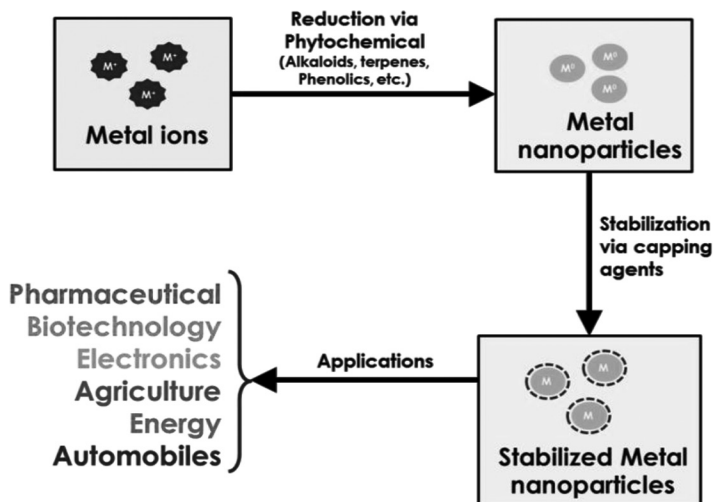 M⁺
M⁺
M⁺
Metal ions
Reduction via
Phytochemical
(Alkaloids, terpenes,
Phenolics, etc.)
M⁰
M⁰
M⁰
Metal
nanoparticles
Stabilization
via capping
agents
M
M
M
Stabilized Metal
nanoparticles
Applications
Pharmaceutical
Biotechnology
Electronics
Agriculture
Energy
Automobiles